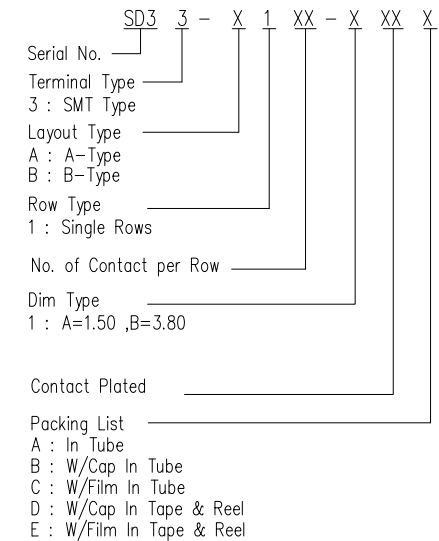 SD3 3 - X 1 XX - X XX X
Serial No.
Terminal Type
3 : SMT Type
Layout Type
A : A-Type
B : B-Type
Row Type
1 : Single Rows
No. of Contact per Row
Dim Type
1 : A=1.50 ,B=3.80
Contact Plated
Packing List
A : In Tube
B : W/Cap In Tube
C : W/Film In Tube
D : W/Cap In Tape & Reel
E : W/Film In Tape & Reel